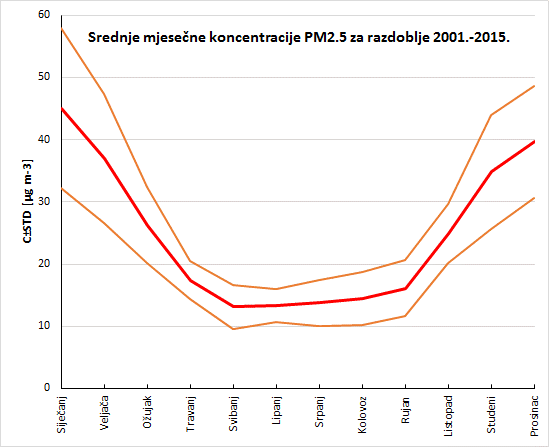 Srednje mjesečne koncentracije PM2.5 za razdoblje 2001.-2015.
C±STD [µg m-3]
60
50
40
30
20
10
0
Siječanj
Veljača
Ožujak
Travanj
Svibanj
Lipanj
Srpanj
Kolovoz
Rujan
Listopad
Studeni
Prosinac